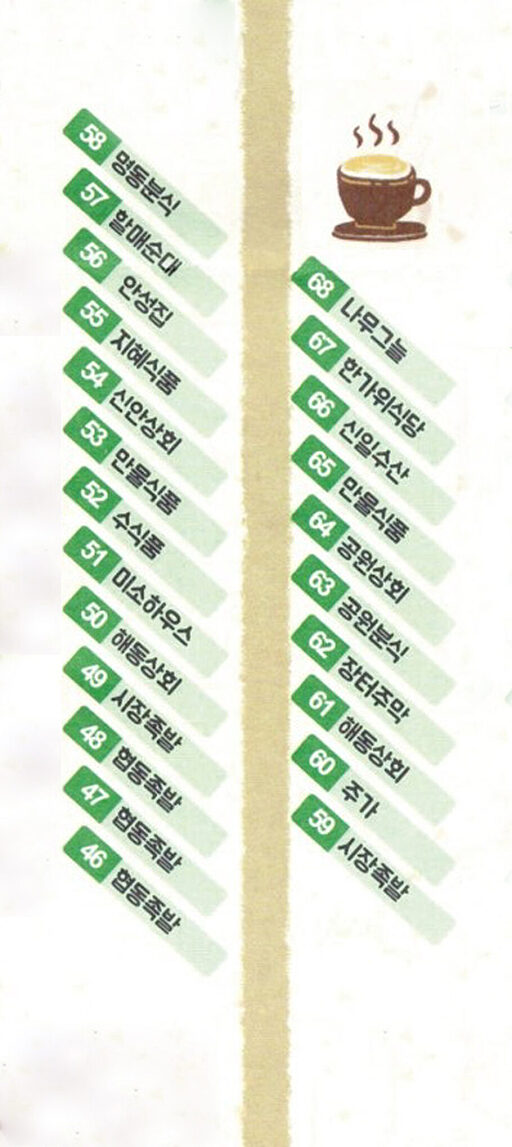 58 명동분식
57 할매순대
56 안성집
55 지혜식품
54 신안상회
53 만물식품
52 수식품
51 미소하우스
50 해동상회
49 시장족발
48 협동족발
47 협동족발
46 협동족발
68 나무그늘
67 한가위식당
66 신일수산
65 만물식품
64 공원상회
63 공원분식
62 장터주막
61 해동상회
60 주가
59 시장족발